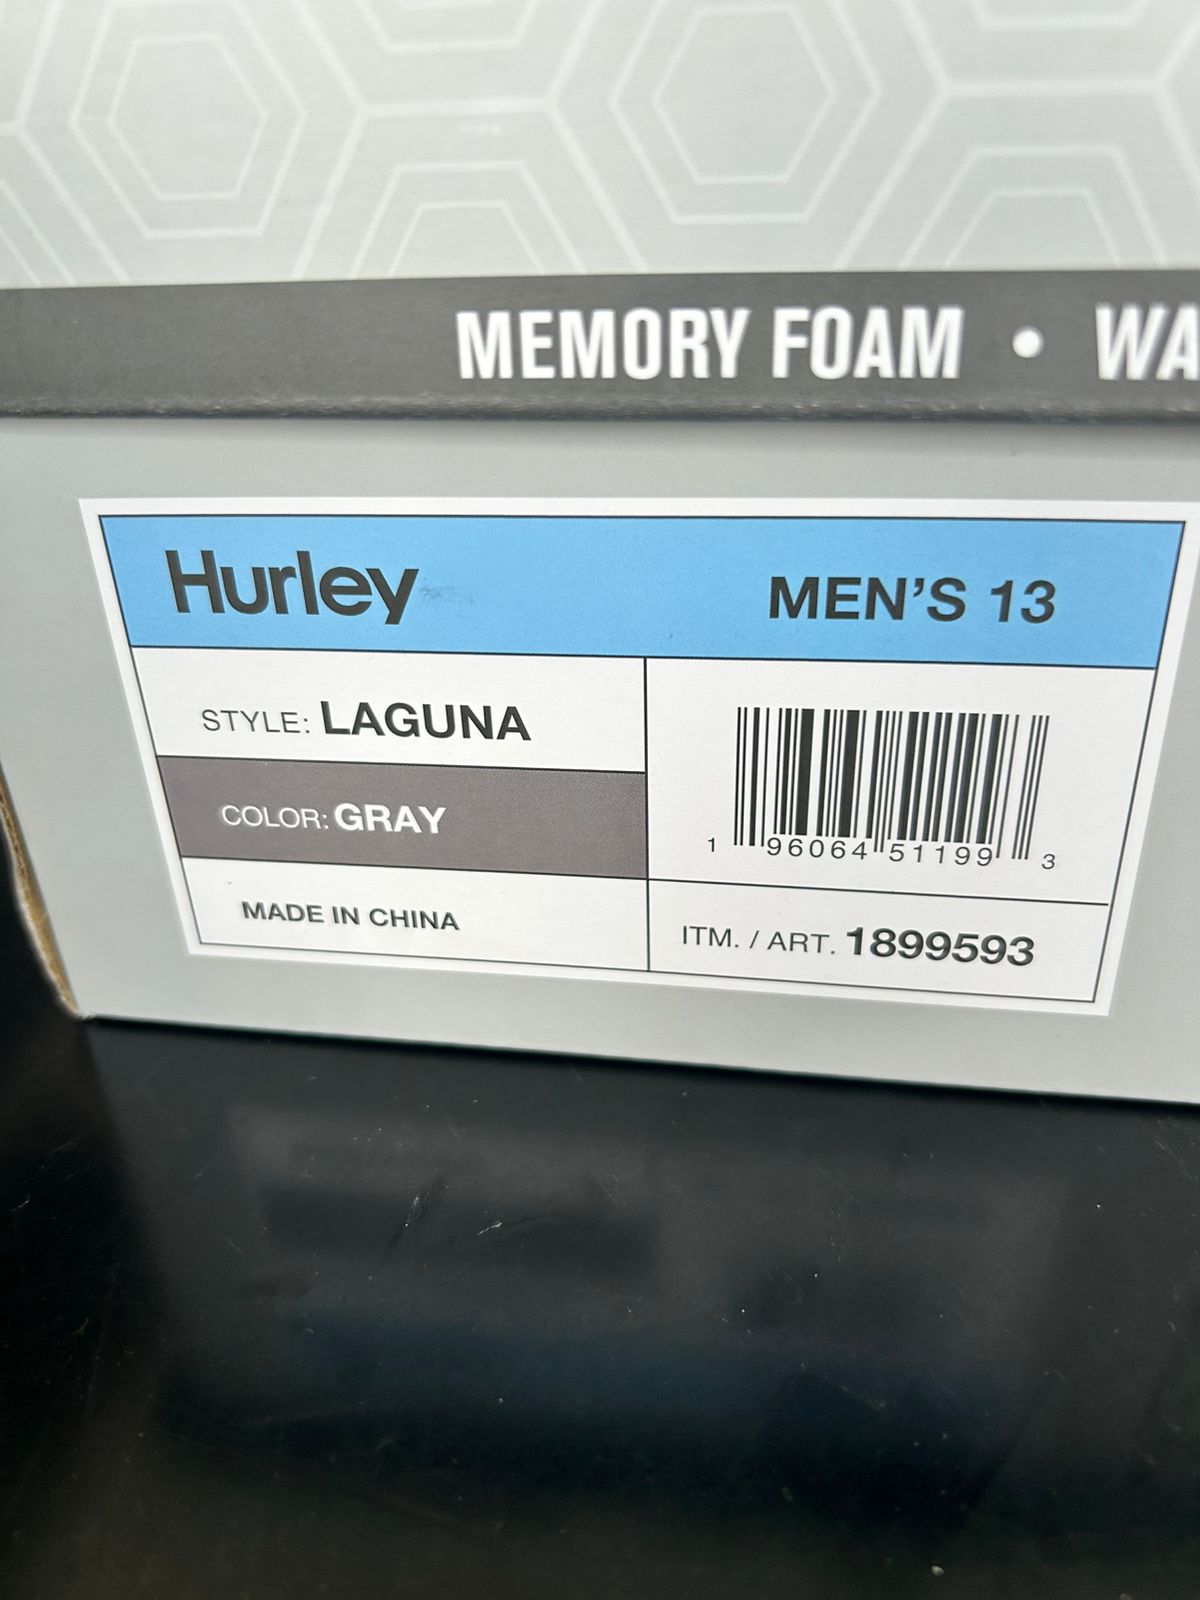 MEMORY FOAM • WA
Hurley
MEN'S 13
STYLE: LAGUNA
COLOR: GRAY
MADE IN CHINA
1 96064 51199 3
ITM. / ART. 1899593